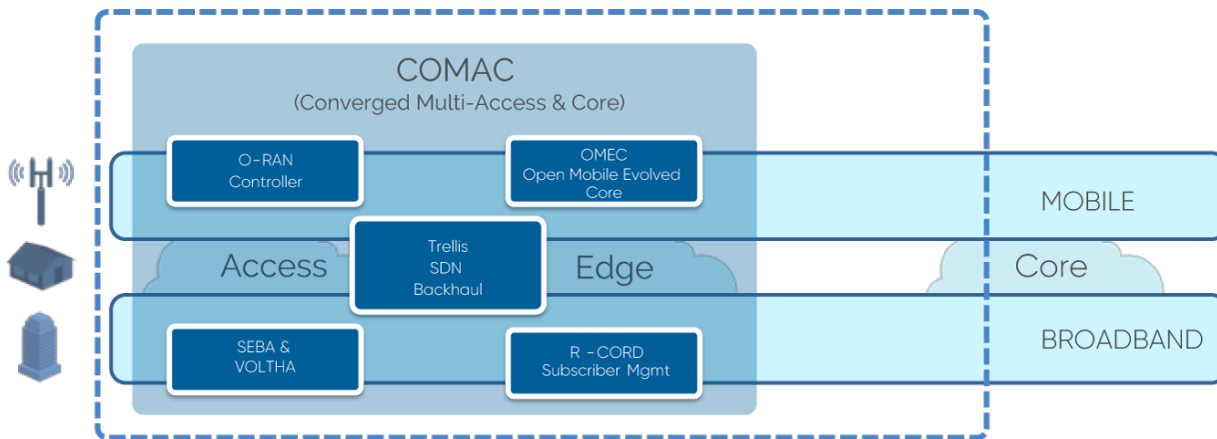 COMAC
(Converged Multi-Access & Core)
O-RAN
Controller
OMEC
Open Mobile Evolved
Core
MOBILE
Access
Trellis
SDN
Backhaul
Edge
Core
SEBA &
VOLTHA
R -CORD
Subscriber Mgmt
BROADBAND